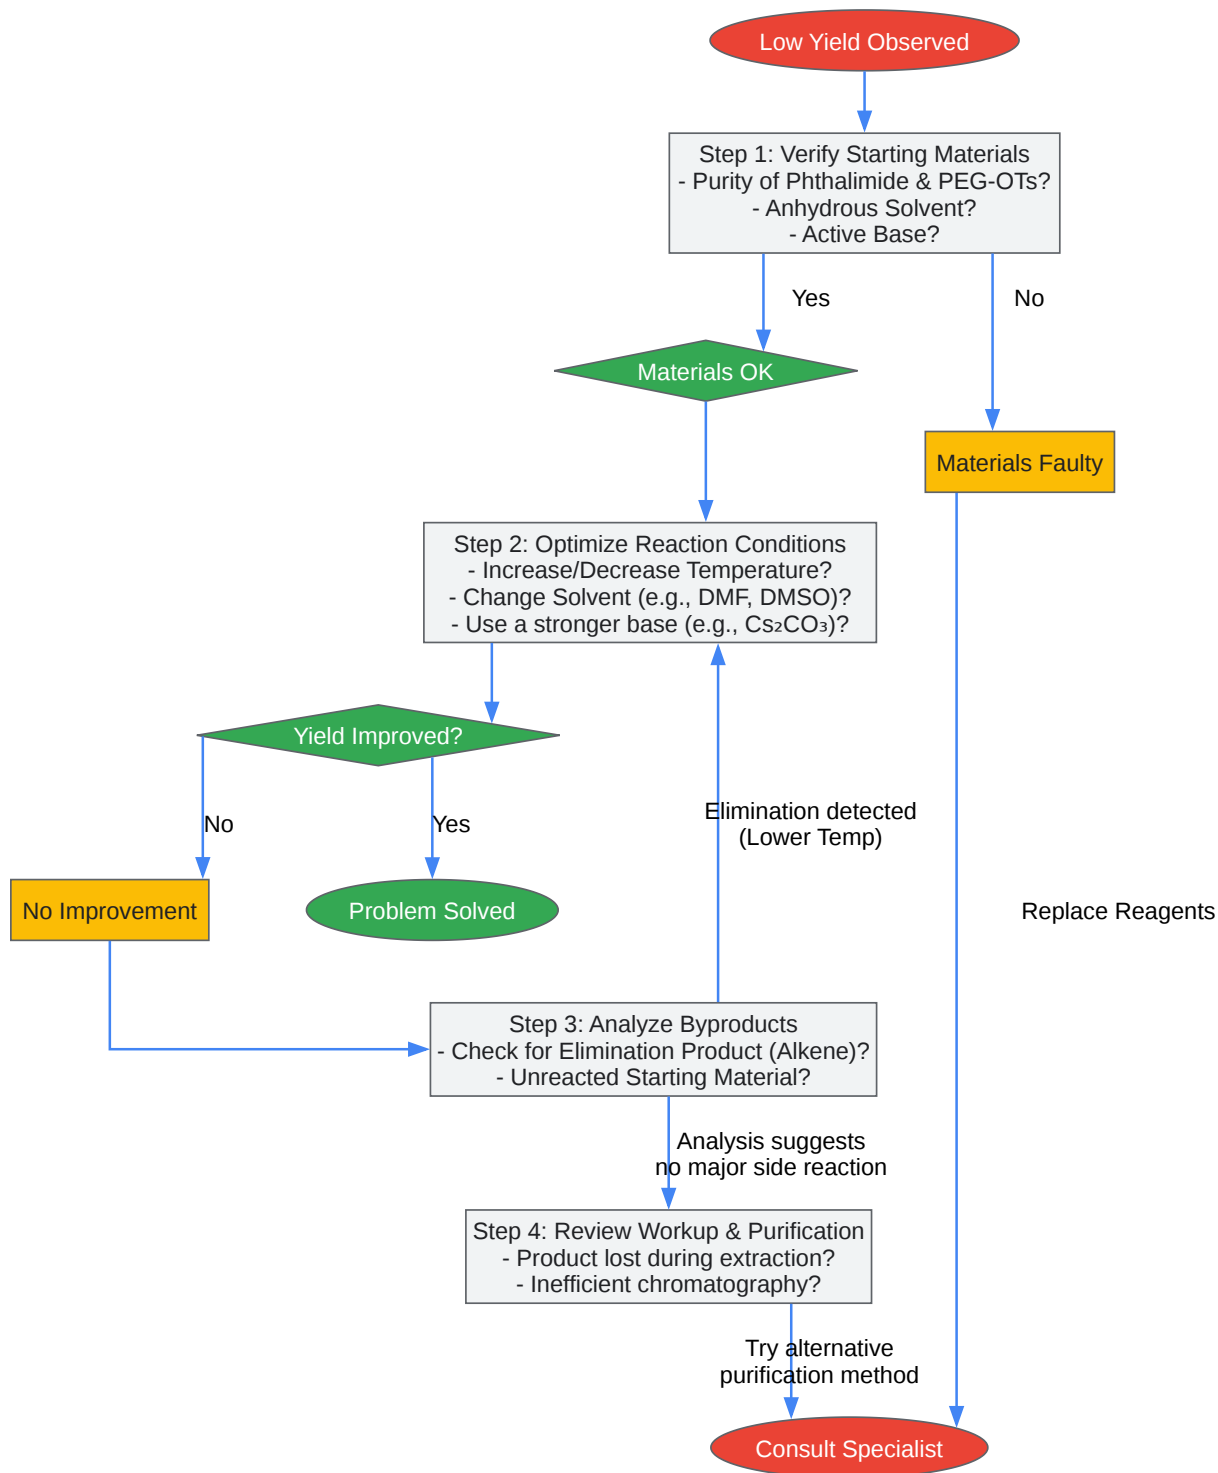 Low Yield Observed
Step 1: Verify Starting Materials
- Purity of Phthalimide & PEG-OTs?
- Anhydrous Solvent?
- Active Base?
Yes
No
Materials OK
Materials Faulty
Step 2: Optimize Reaction Conditions
- Increase/Decrease Temperature?
- Change Solvent (e.g., DMF, DMSO)?
- Use a stronger base (e.g., Cs₂CO₃)?
Yield Improved?
No
Yes
Elimination detected
(Lower Temp)
No Improvement
Problem Solved
Replace Reagents
Step 3: Analyze Byproducts
- Check for Elimination Product (Alkene)?
- Unreacted Starting Material?
Analysis suggests
no major side reaction
Step 4: Review Workup & Purification
- Product lost during extraction?
- Inefficient chromatography?
Try alternative
purification method
Consult Specialist